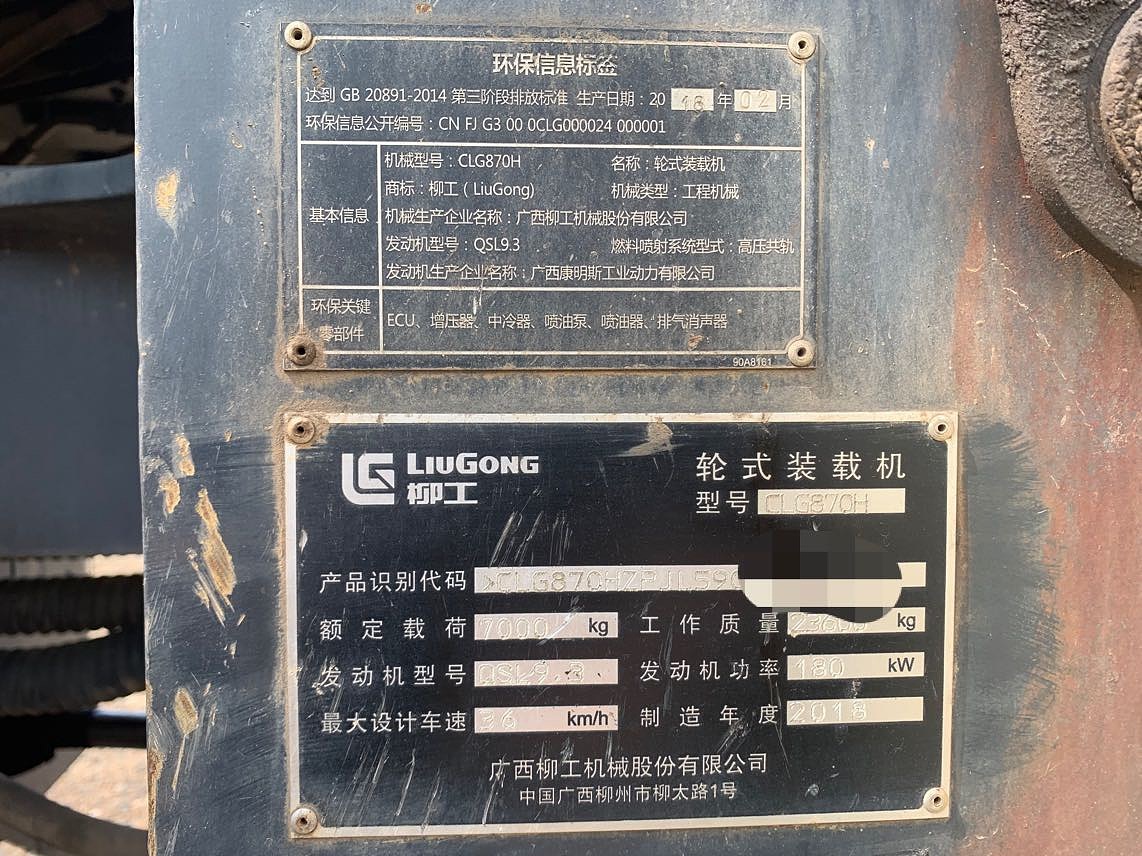 环保信息标签
达到 GB 20891-2014 第三阶段排放标准 生产日期：20 18 年 02 月
环保信息公开编号：CN FJ G3 00 0CLG000024 000001
基本信息
机械型号：CLG870H 名称：轮式装载机
商标：柳工（LiuGong） 机械类型：工程机械
机械生产企业名称：广西柳工机械股份有限公司
发动机型号：QSL9.3 燃料喷射系统型式：高压共轨
发动机生产企业名称：广西康明斯工业动力有限公司
环保关键
零部件
ECU、增压器、中冷器、喷油泵、喷油器、排气消声器
90A8161
LG LIUGONG
柳工
轮式装载机
型号 CLG870H
产品识别代码
额定载荷 7000 kg 工作质量 kg
发动机型号 QSL9.3 发动机功率 180 kW
最大设计车速 36 km/h 制造年度 2018
广西柳工机械股份有限公司
中国广西柳州市柳太路1号